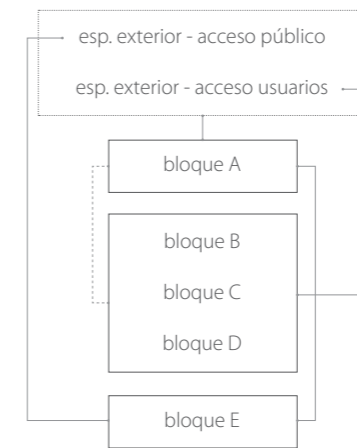 esp. exterior - acceso público
esp. exterior - acceso usuarios
bloque A
bloque B
bloque C
bloque D
bloque E